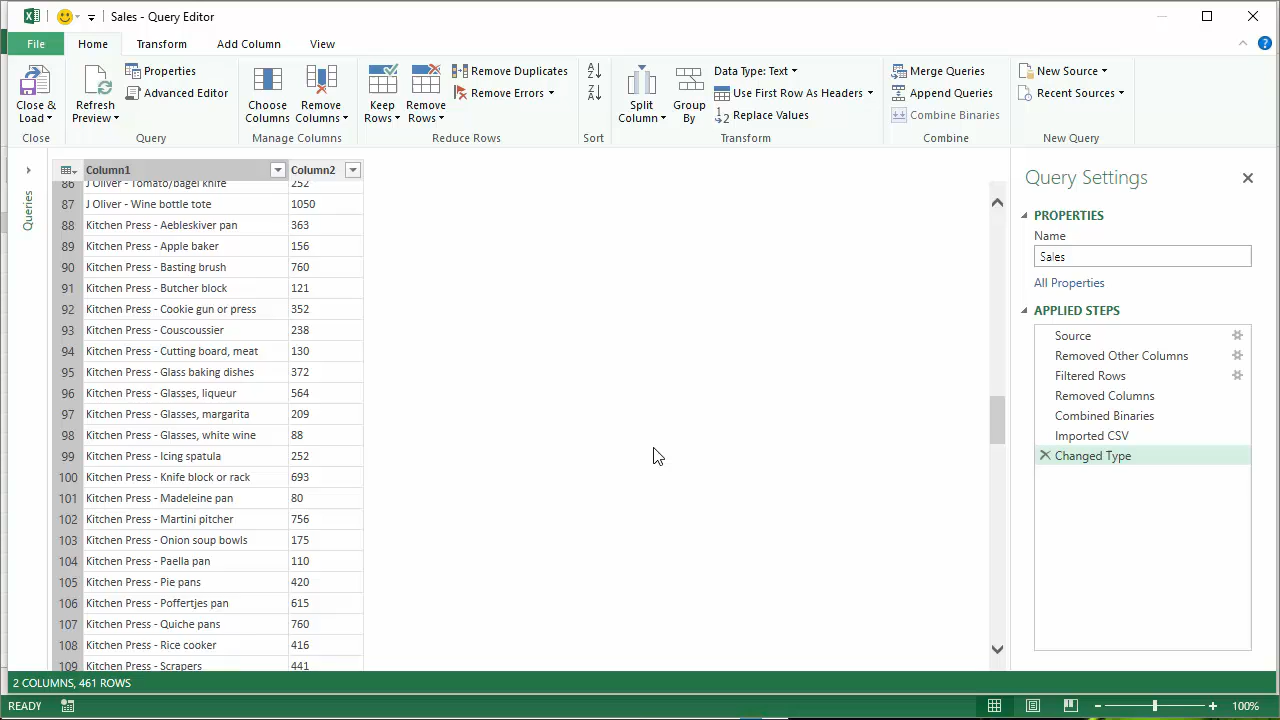 Sales - Query Editor
File Home Transform Add Column View
Close & Load
Close
Refresh Preview
Properties
Advanced Editor
Query
Choose Columns
Remove Columns
Manage Columns
Keep Rows
Remove Rows
Remove Duplicates
Remove Errors
Reduce Rows
Sort
Split Column
Group By
Data Type: Text
Use First Row As Headers
Replace Values
Transform
Merge Queries
Append Queries
Combine Binaries
Combine
New Source
Recent Sources
New Query
Queries
Column1 Column2
86 J Oliver - Tomato/bagel knife 252
87 J Oliver - Wine bottle tote 1050
88 Kitchen Press - Aebleskiver pan 363
89 Kitchen Press - Apple baker 156
90 Kitchen Press - Basting brush 760
91 Kitchen Press - Butcher block 121
92 Kitchen Press - Cookie gun or press 352
93 Kitchen Press - Couscoussier 238
94 Kitchen Press - Cutting board, meat 130
95 Kitchen Press - Glass baking dishes 372
96 Kitchen Press - Glasses, liqueur 564
97 Kitchen Press - Glasses, margarita 209
98 Kitchen Press - Glasses, white wine 88
99 Kitchen Press - Icing spatula 252
100 Kitchen Press - Knife block or rack 693
101 Kitchen Press - Madeleine pan 80
102 Kitchen Press - Martini pitcher 756
103 Kitchen Press - Onion soup bowls 175
104 Kitchen Press - Paella pan 110
105 Kitchen Press - Pie pans 420
106 Kitchen Press - Poffertjes pan 615
107 Kitchen Press - Quiche pans 760
108 Kitchen Press - Rice cooker 416
109 Kitchen Press - Scrapers 441
Query Settings
PROPERTIES
Name
Sales
All Properties
APPLIED STEPS
Source
Removed Other Columns
Filtered Rows
Removed Columns
Combined Binaries
Imported CSV
Changed Type
2 COLUMNS, 461 ROWS
READY
100%